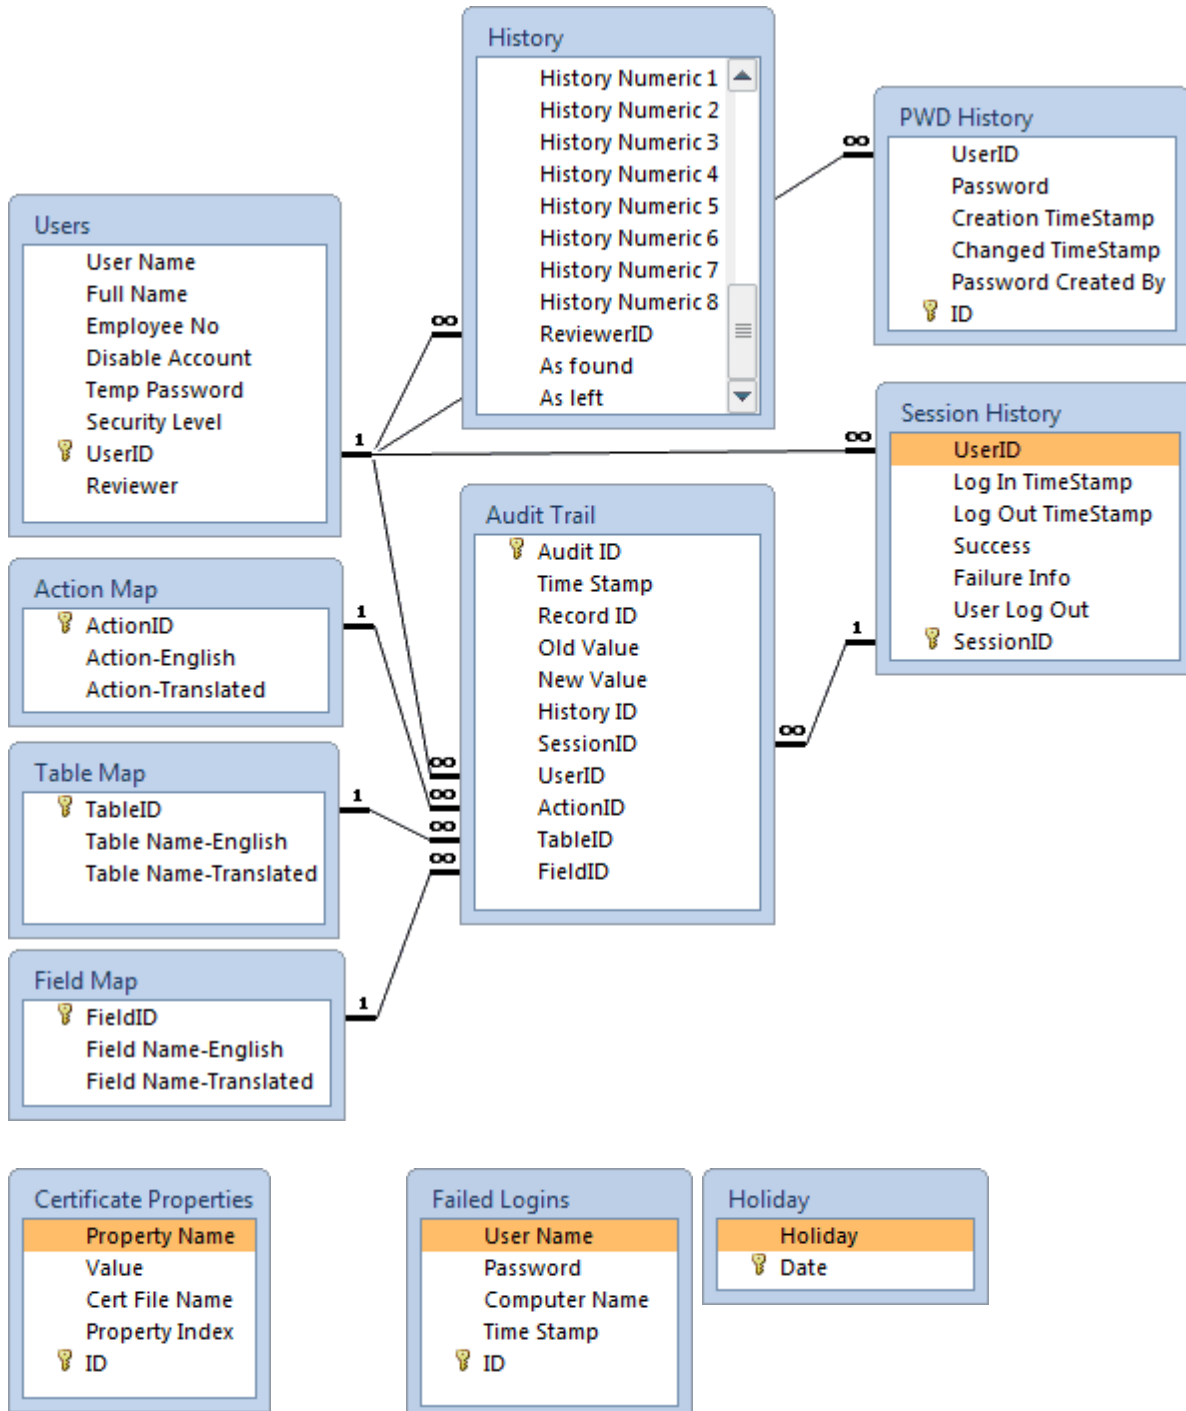 History
History Numeric 1
History Numeric 2
History Numeric 3
History Numeric 4
History Numeric 5
History Numeric 6
History Numeric 7
History Numeric 8
ReviewerID
As found
As left
PWD History
UserID
Password
Creation TimeStamp
Changed TimeStamp
Password Created By
ID
Users
User Name
Full Name
Employee No
Disable Account
Temp Password
Security Level
UserID
Reviewer
1
∞
∞
∞
Session History
UserID
Log In TimeStamp
Log Out TimeStamp
Success
Failure Info
User Log Out
SessionID
1
∞
Audit Trail
Audit ID
Time Stamp
Record ID
Old Value
New Value
History ID
SessionID
UserID
ActionID
TableID
FieldID
∞
∞
∞
∞
Action Map
ActionID
Action-English
Action-Translated
1
Table Map
TableID
Table Name-English
Table Name-Translated
1
Field Map
FieldID
Field Name-English
Field Name-Translated
1
Certificate Properties
Property Name
Value
Cert File Name
Property Index
ID
Failed Logins
User Name
Password
Computer Name
Time Stamp
ID
Holiday
Holiday
Date